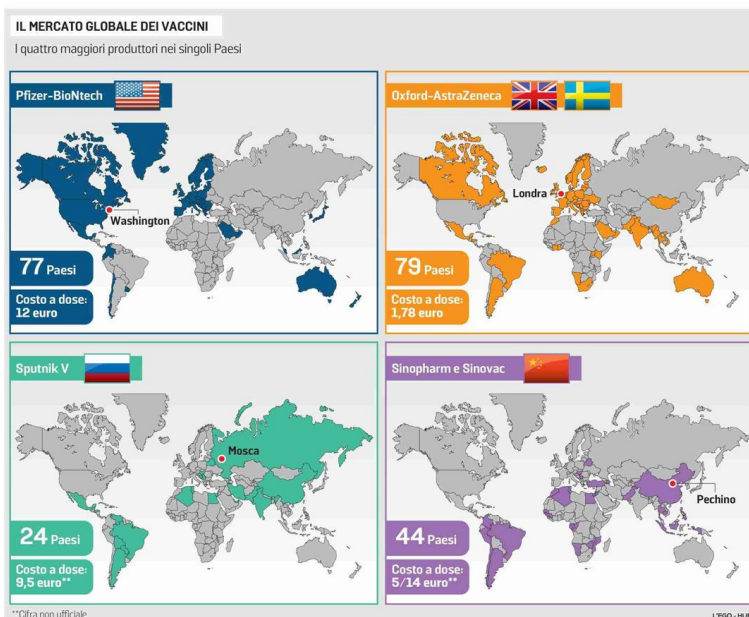 IL MERCATO GLOBALE DEI VACCINI
I quattro maggiori produttori nei singoli Paesi
Pfizer-BioNtech
Washington
77 Paesi
Costo a dose:
12 euro
Oxford-AstraZeneca
Londra
79 Paesi
Costo a dose:
1,78 euro
Sputnik V
Mosca
24 Paesi
Costo a dose:
9,5 euro**
Sinopharm e Sinovac
Pechino
44 Paesi
Costo a dose:
5/14 euro**
**Cifra non ufficiale
L'EGO - HUB